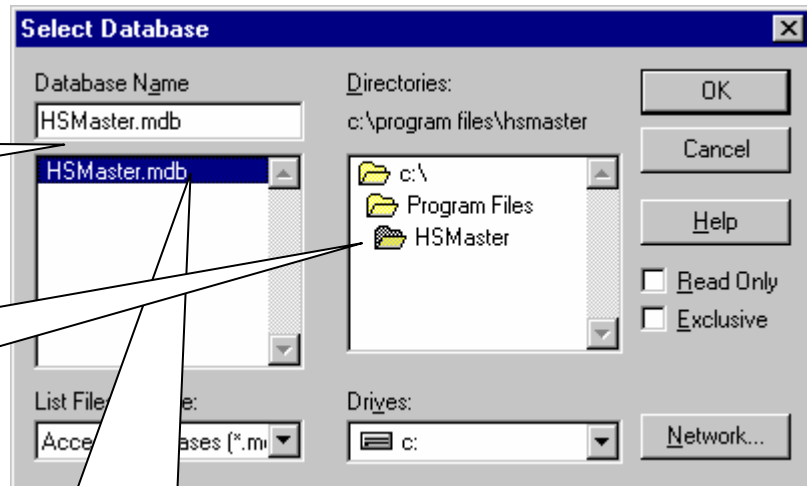 Select Database
Database Name
HSMaster.mdb
HSMaster.mdb
Directories:
c:\program files\hsmaster
c:\
Program Files
HSMaster
OK
Cancel
Help
Read Only
Exclusive
List Files
Drives:
c:
Network...